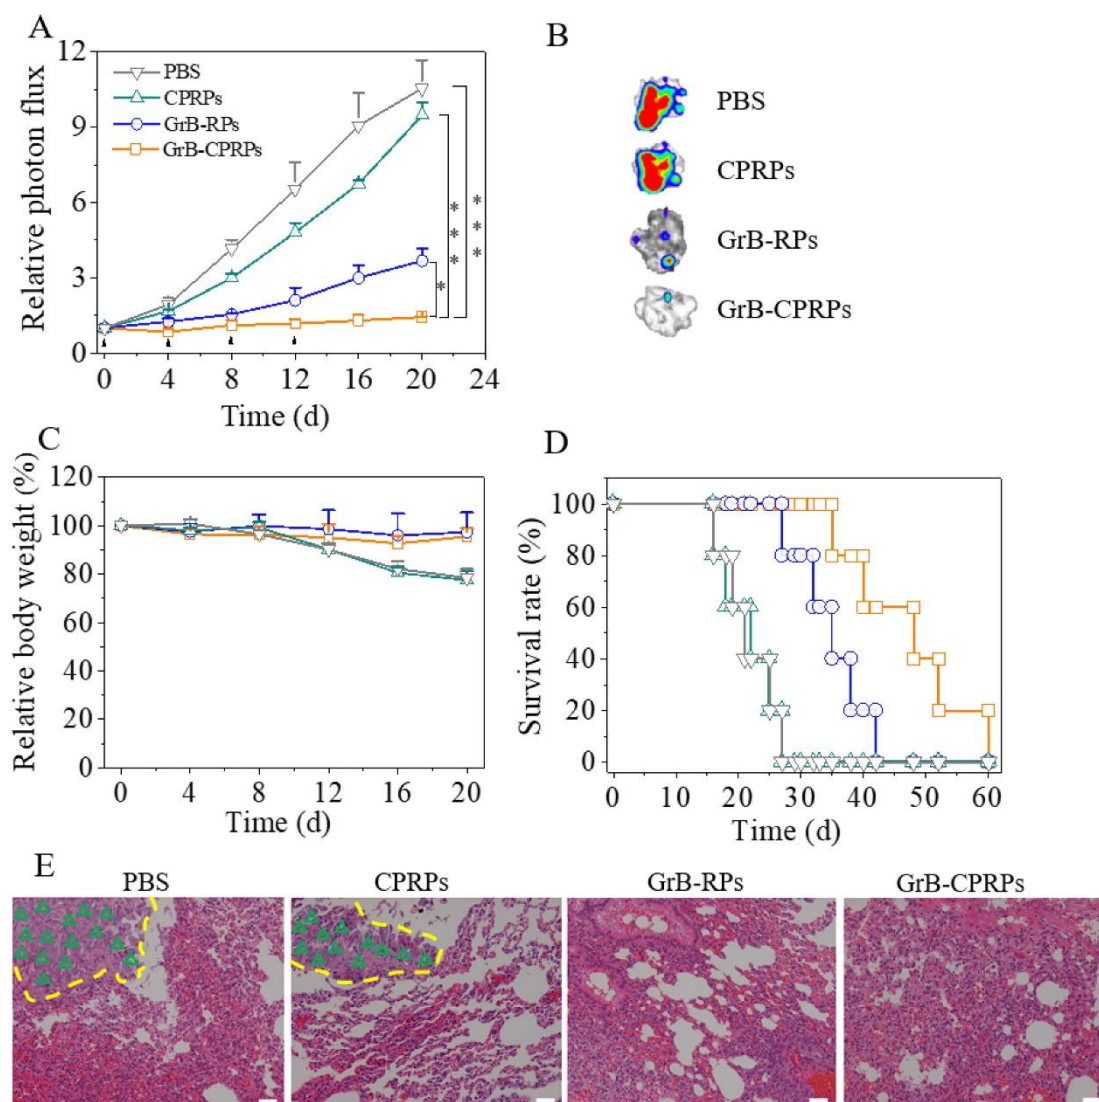 A
B
12
9
6
3
0
Relative photon flux
PBS
CPRPs
GrB-RPs
GrB-CPRPs
* * *
* * *
*
0 4 8 12 16 20 24
Time (d)
PBS
CPRPs
GrB-RPs
GrB-CPRPs
C
120
100
80
60
40
20
0
Relative body weight (%)
0 4 8 12 16 20
Time (d)
D
100
80
60
40
20
0
Survival rate (%)
0 20 30 40 50 60
Time (d)
E
PBS CPRPs GrB-RPs GrB-CPRPs